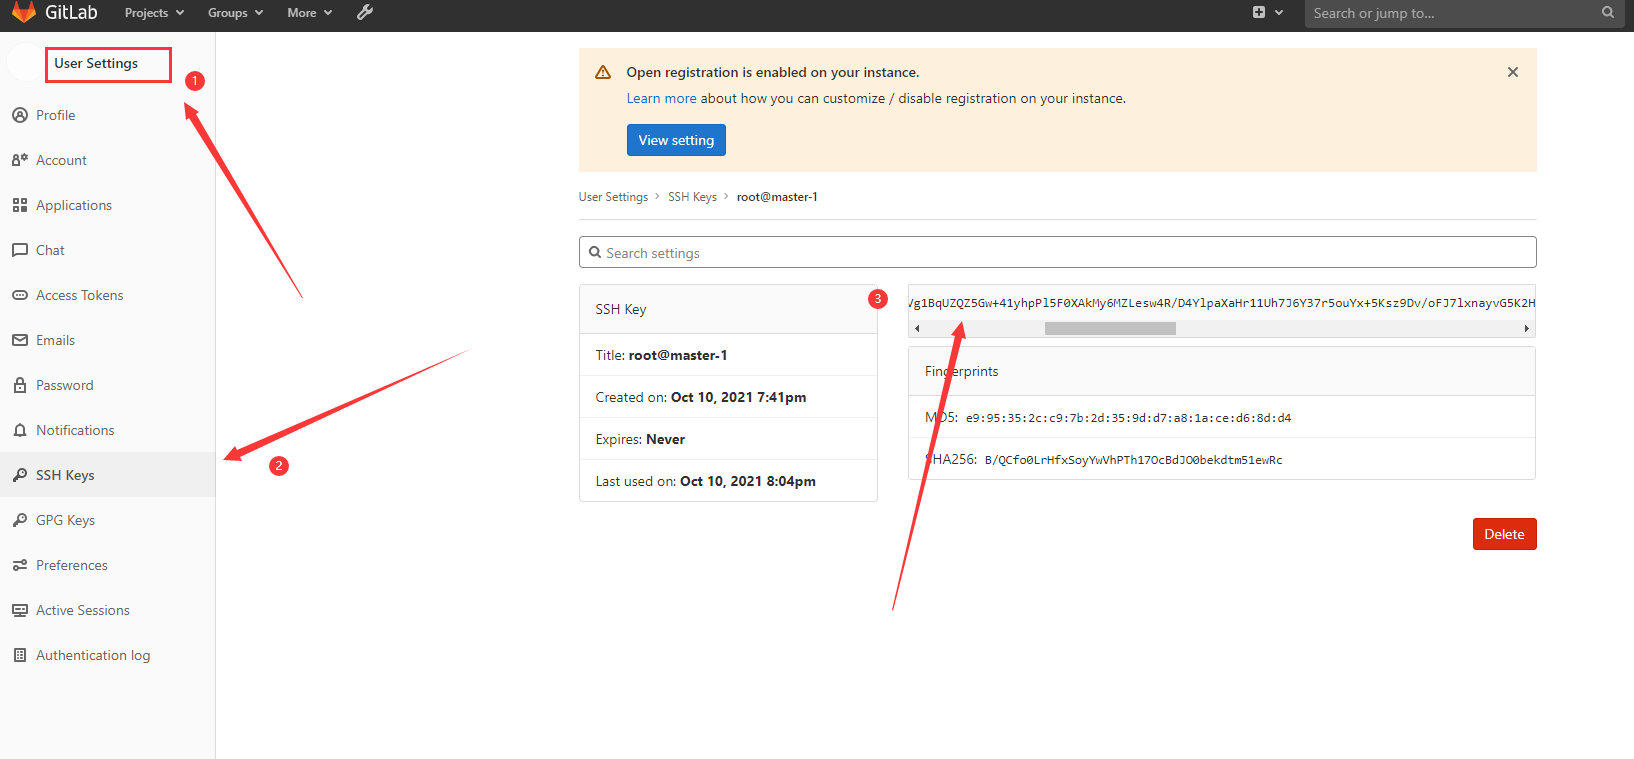 GitLab Projects Groups More Search or jump to...
User Settings
1
Profile
Account
Applications
Chat
Access Tokens
Emails
Password
Notifications
SSH Keys
2
GPG Keys
Preferences
Active Sessions
Authentication log
Open registration is enabled on your instance.
Learn more about how you can customize / disable registration on your instance.
View setting
User Settings > SSH Keys > root@master-1
Search settings
SSH Key
Title: root@master-1
Created on: Oct 10, 2021 7:41pm
Expires: Never
Last used on: Oct 10, 2021 8:04pm
3
Vg1BqUZQZ5Gw+41yhpPl5F0XAkMy6MZLesw4R/D4YlpaXaHr11Uh7J6Y37r5ouYx+5Ksz9Dv/oFJ7lxnayvG5K2H
Fingerprints
MD5: e9:95:35:2c:c9:7b:2d:35:9d:d7:a8:1a:ce:d6:8d:d4
SHA256: B/QCfo0LrHfxSoyYwVhPTh17OcBdJO0bekdtm51ewRc
Delete